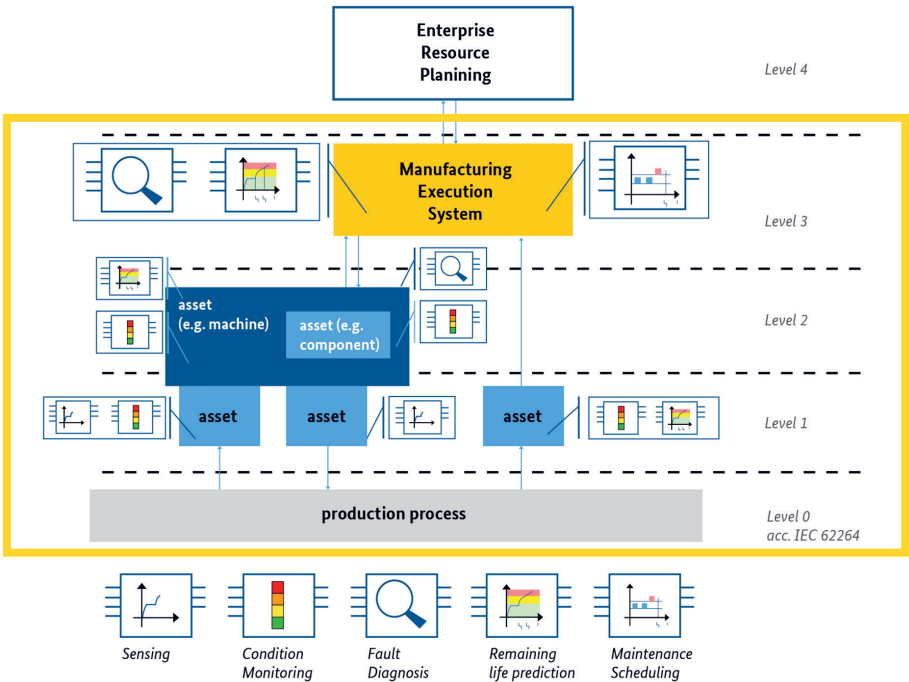 Enterprise
Resource
Planining
Level 4
Manufacturing
Execution
System
Level 3
asset
(e.g. machine)
asset (e.g.
component)
Level 2
asset
asset
asset
Level 1
production process
Level 0
acc. IEC 62264
Sensing
Condition
Monitoring
Fault
Diagnosis
Remaining
life prediction
Maintenance
Scheduling